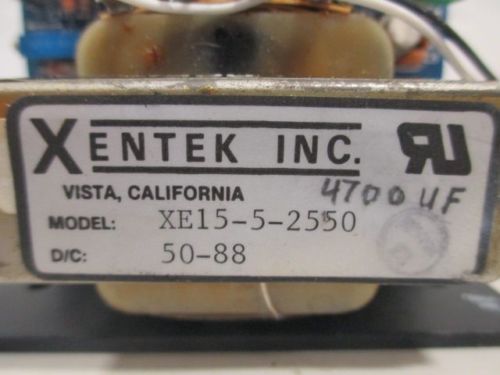 XENTEK INC.
VISTA, CALIFORNIA
4700 UF
MODEL: XE15-5-2550
D/C: 50-88